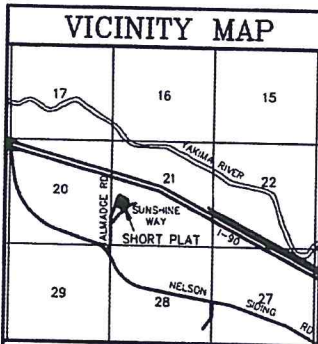 VICINITY MAP
17 16 15
YAKIMA RIVER
20 21 22
ALMADGE RD
SUNSHINE
WAY
SHORT PLAT
I-90
29 28 27
NELSON SIDING RD